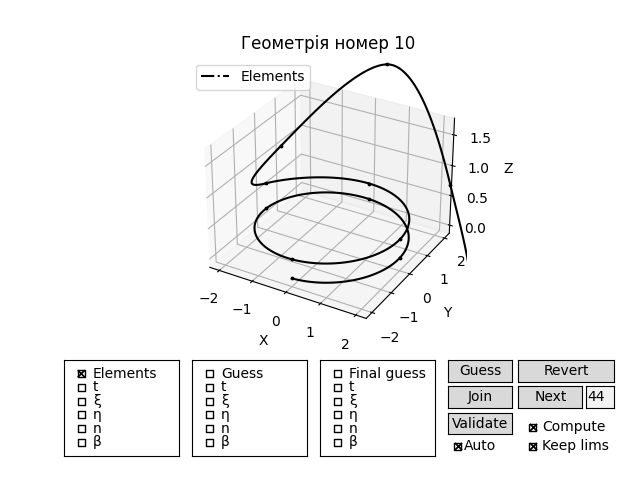 Геометрія номер 10
Elements
1.5
1.0
0.5
0.0
Z
−2
−1
0
1
2
X
−2
−1
0
1
2
Y
Elements
t
ξ
η
n
β
Guess
t
ξ
η
n
β
Final guess
t
ξ
η
n
β
Guess Revert
Join Next 44
Validate Compute
Auto Keep lims